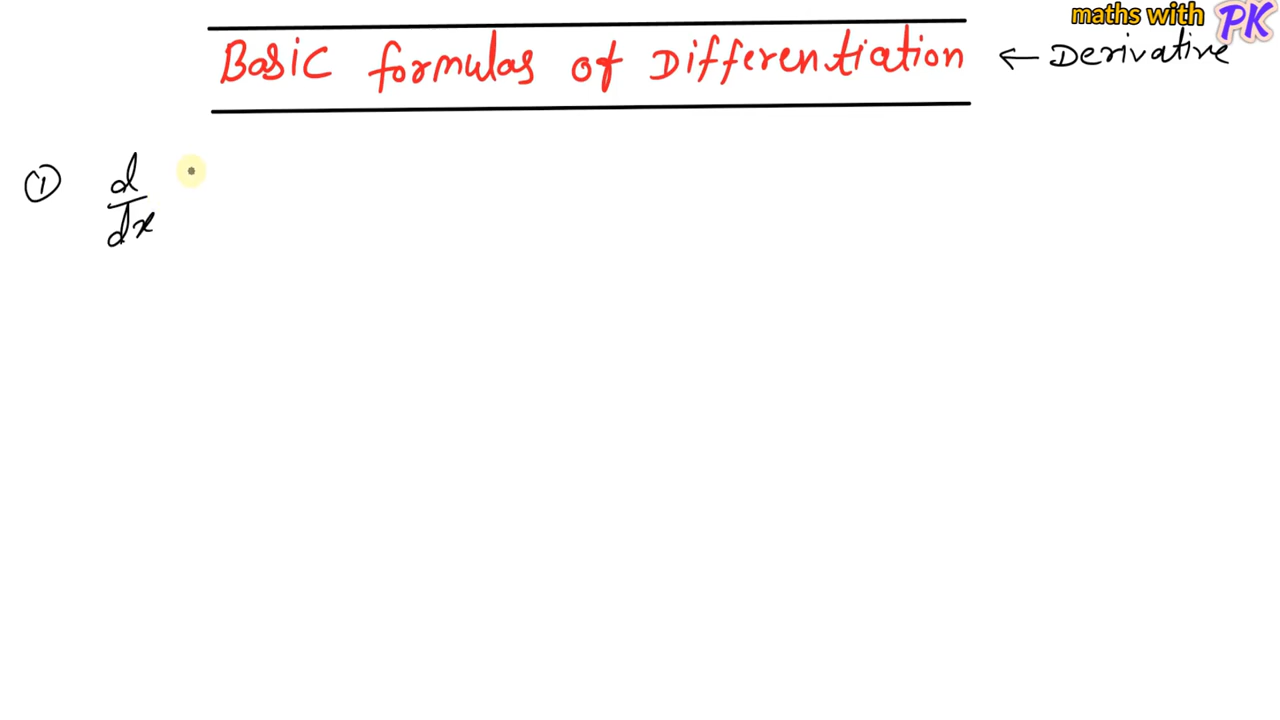 maths with PK
Basic formulas of Differentiation ← Derivative
① d
dx